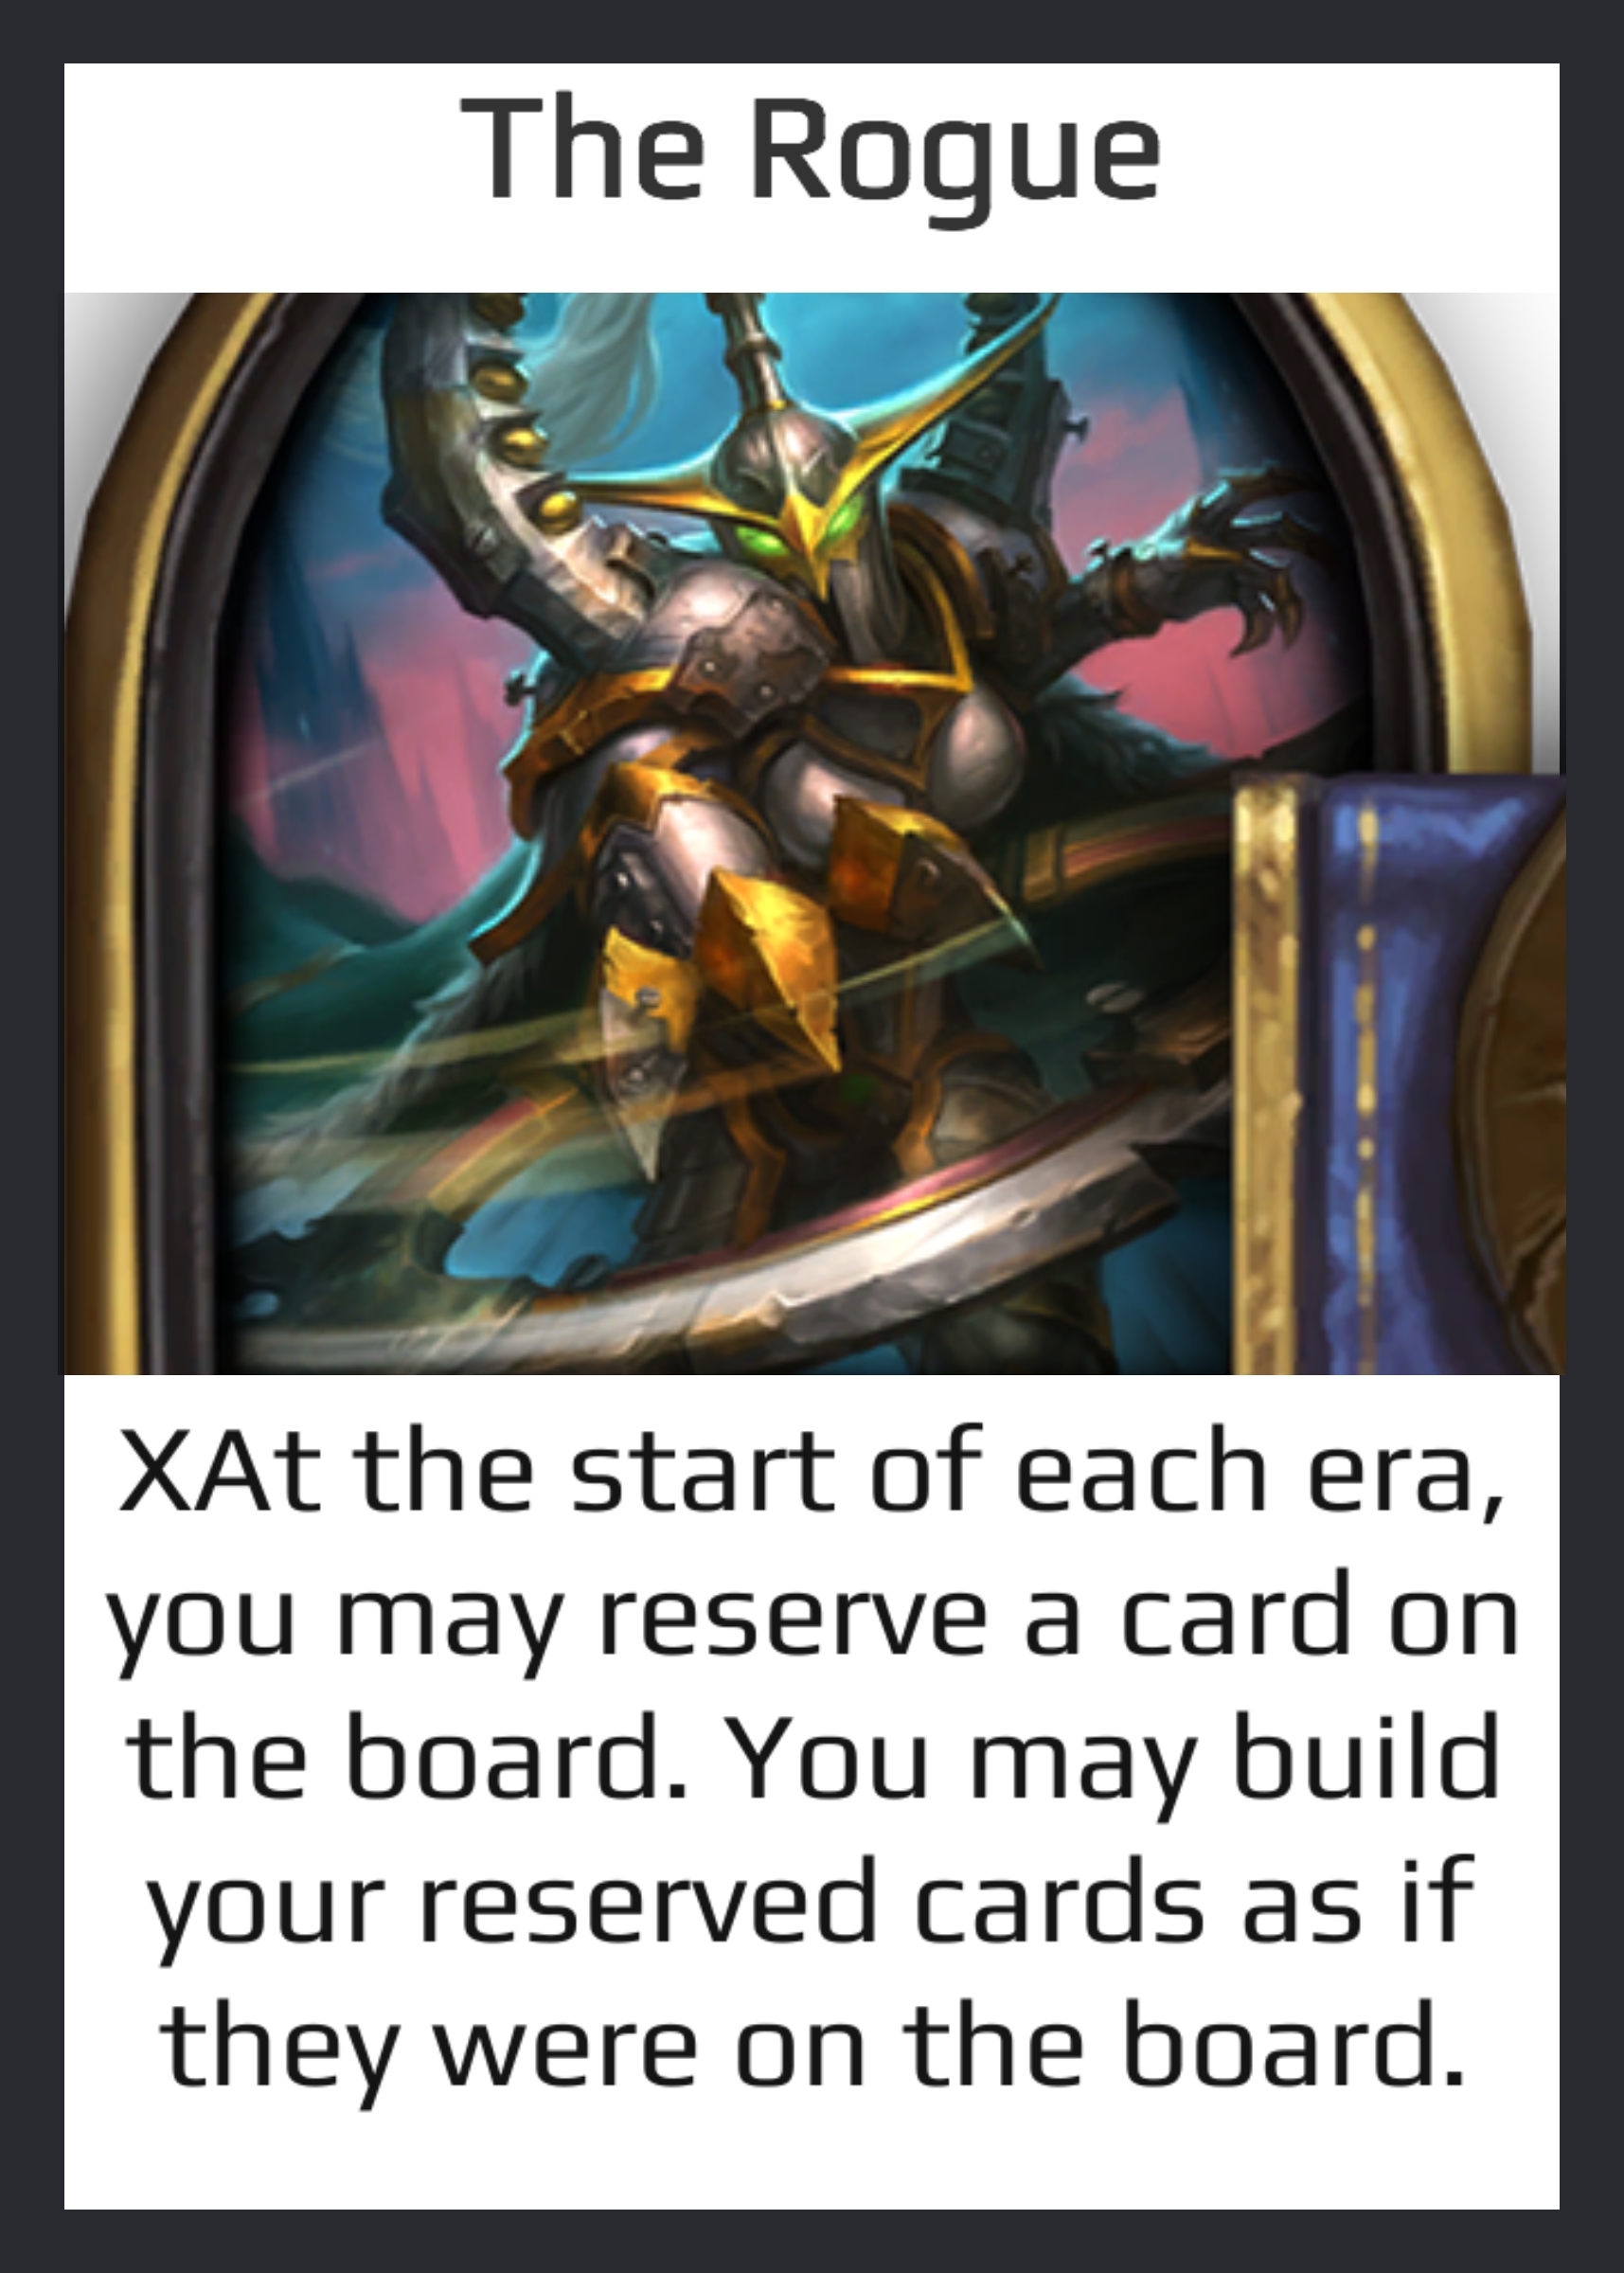 The Rogue
XAt the start of each era,
you may reserve a card on
the board. You may build
your reserved cards as if
they were on the board.